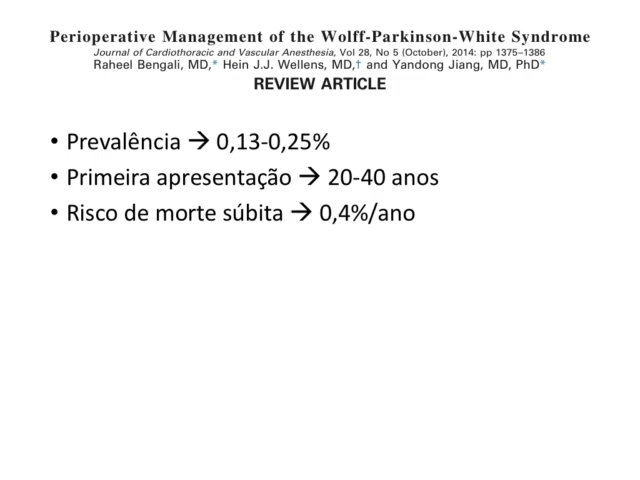 Perioperative Management of the Wolff-Parkinson-White Syndrome
Journal of Cardiothoracic and Vascular Anesthesia, Vol 28, No 5 (October), 2014: pp 1375–1386
Raheel Bengali, MD,* Hein J.J. Wellens, MD,† and Yandong Jiang, MD, PhD*
REVIEW ARTICLE
• Prevalência → 0,13-0,25%
• Primeira apresentação → 20-40 anos
• Risco de morte súbita → 0,4%/ano